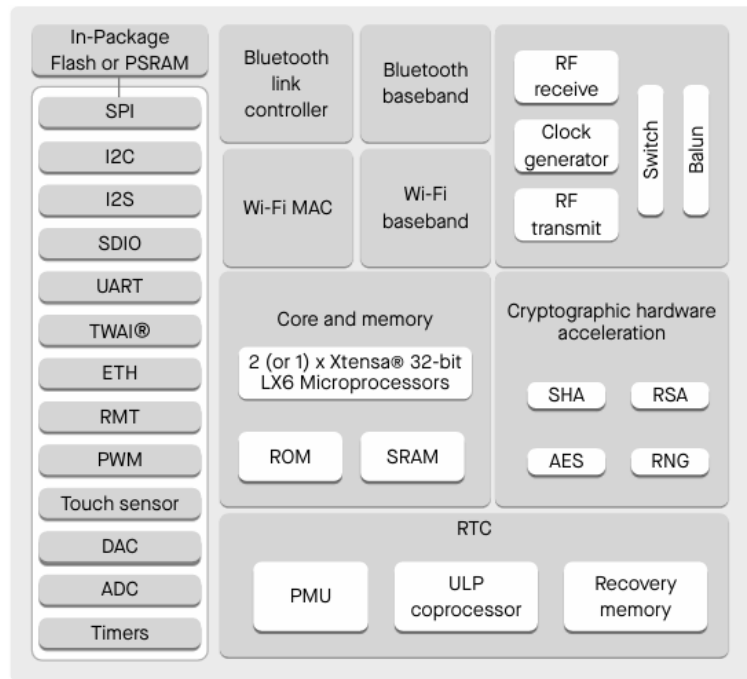 In-Package
Flash or PSRAM
SPI
I2C
I2S
SDIO
UART
TWAI®
ETH
RMT
PWM
Touch sensor
DAC
ADC
Timers
Bluetooth
link
controller
Bluetooth
baseband
Wi-Fi MAC
Wi-Fi
baseband
RF
receive
Clock
generator
RF
transmit
Switch
Balun
Core and memory
2 (or 1) x Xtensa® 32-bit
LX6 Microprocessors
ROM
SRAM
Cryptographic hardware
acceleration
SHA
RSA
AES
RNG
RTC
PMU
ULP
coprocessor
Recovery
memory